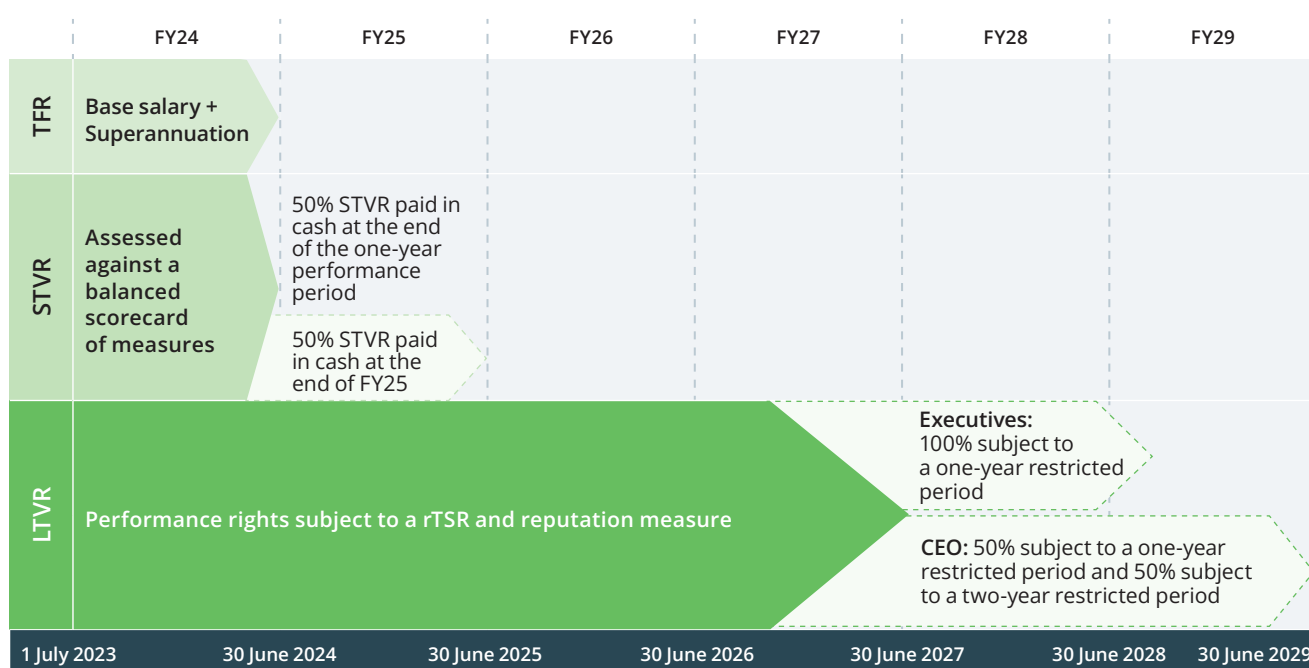 FY24 FY25 FY26 FY27 FY28 FY29
TFR
Base salary +
Superannuation
STVR
Assessed
against a
balanced
scorecard
of measures
50% STVR paid in
cash at the end
of the one-year
performance
period
50% STVR paid
in cash at the
end of FY25
LTVR
Performance rights subject to a rTSR and reputation measure
Executives:
100% subject to
a one-year restricted
period
CEO: 50% subject to a one-year
restricted period and 50% subject
to a two-year restricted period
1 July 2023 30 June 2024 30 June 2025 30 June 2026 30 June 2027 30 June 2028 30 June 2029